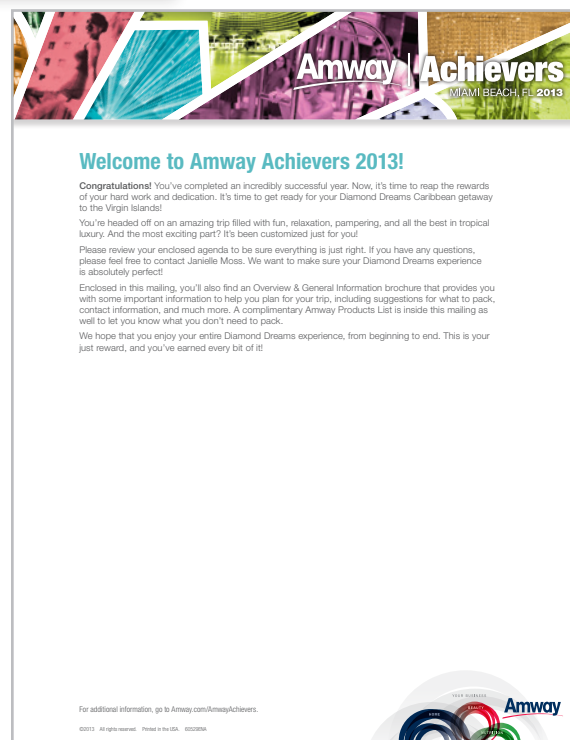 Amway | Achievers
MIAMI BEACH, FL 2013
Welcome to Amway Achievers 2013!
Congratulations! You've completed an incredibly successful year. Now, it's time to reap the rewards
of your hard work and dedication. It's time to get ready for your Diamond Dreams Caribbean getaway
to the Virgin Islands!
You're headed off on an amazing trip filled with fun, relaxation, pampering, and all the best in tropical
luxury. And the most exciting part? It's been customized just for you!
Please review your enclosed agenda to be sure everything is just right. If you have any questions,
please feel free to contact Janielle Moss. We want to make sure your Diamond Dreams experience
is absolutely perfect!
Enclosed in this mailing, you'll also find an Overview & General Information brochure that provides you
with some important information to help you plan for your trip, including suggestions for what to pack,
contact information, and much more. A complimentary Amway Products List is inside this mailing as
well to let you know what you don't need to pack.
We hope that you enjoy your entire Diamond Dreams experience, from beginning to end. This is your
just reward, and you've earned every bit of it!
YOUR BUSINESS
Amway
BEAUTY
HOME
NUTRITION
For additional information, go to Amway.com/AmwayAchievers.
©2013 All rights reserved. Printed in the USA.